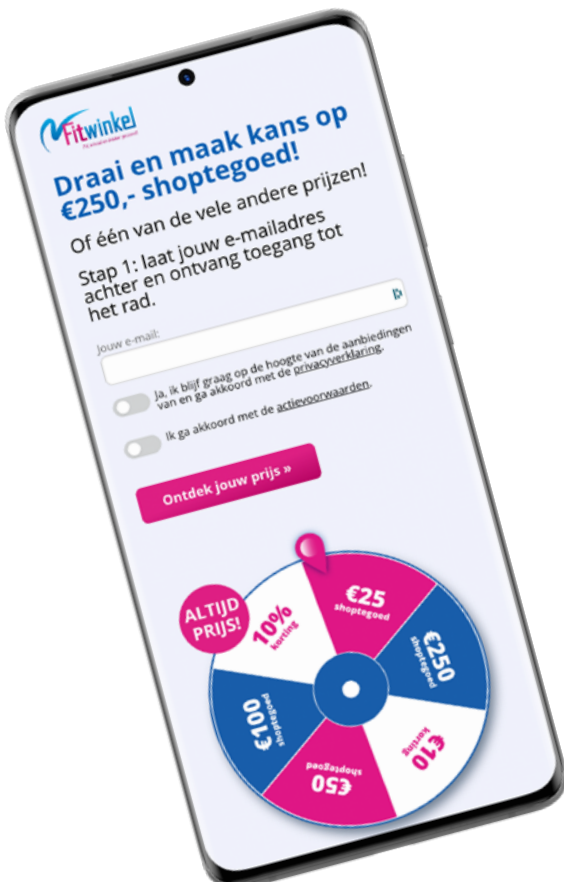 Fitwinkel
Draai en maak kans op
€250,- shoptegoed!
Of één van de vele andere prijzen!
Stap 1: laat jouw e-mailadres
achter en ontvang toegang tot
het rad.
Jouw e-mail:
Ja, ik blijf graag op de hoogte van de aanbiedingen
van en ga akkoord met de privacyverklaring.
Ik ga akkoord met de actievoorwaarden.
Ontdek jouw prijs »
ALTIJD
PRIJS!
10%
korting
€25
shoptegoed
€250
shoptegoed
€10
korting
€50
shoptegoed
€100
shoptegoed